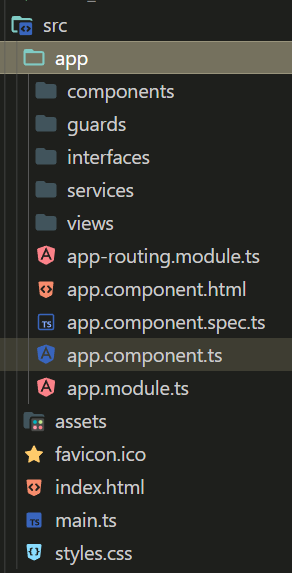 src
app
components
guards
interfaces
services
views
app-routing.module.ts
app.component.html
app.component.spec.ts
app.component.ts
app.module.ts
assets
favicon.ico
index.html
TS main.ts
styles.css